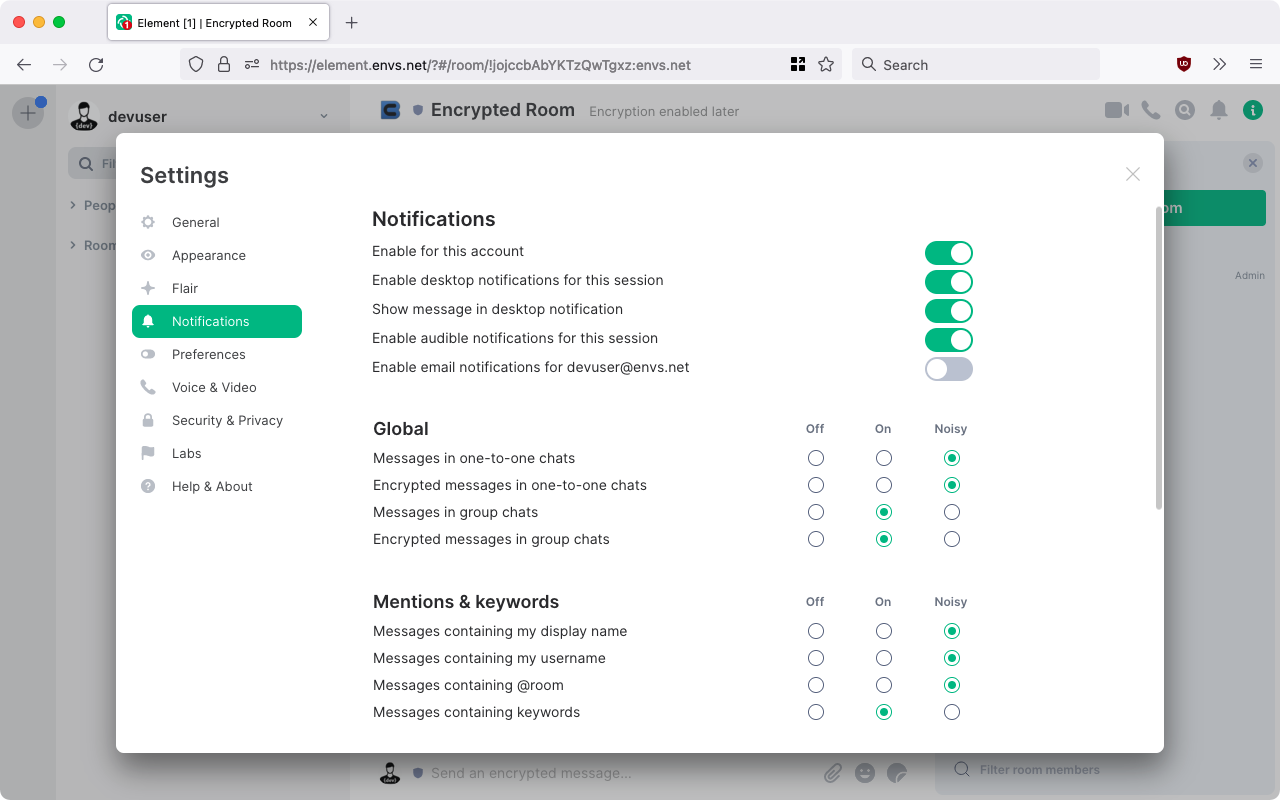 Element [1] | Encrypted Room
https://element.envs.net/?#/room/!jojccbAbYKTzQwTgxz:envs.net
Search
devuser
Encrypted Room
Encryption enabled later
Fil
Peop
Room
om
Admin
Settings
General
Appearance
Flair
Notifications
Preferences
Voice & Video
Security & Privacy
Labs
Help & About
Notifications
Enable for this account
Enable desktop notifications for this session
Show message in desktop notification
Enable audible notifications for this session
Enable email notifications for devuser@envs.net
Global Off On Noisy
Messages in one-to-one chats
Encrypted messages in one-to-one chats
Messages in group chats
Encrypted messages in group chats
Mentions & keywords Off On Noisy
Messages containing my display name
Messages containing my username
Messages containing @room
Messages containing keywords
Send an encrypted message...
Filter room members